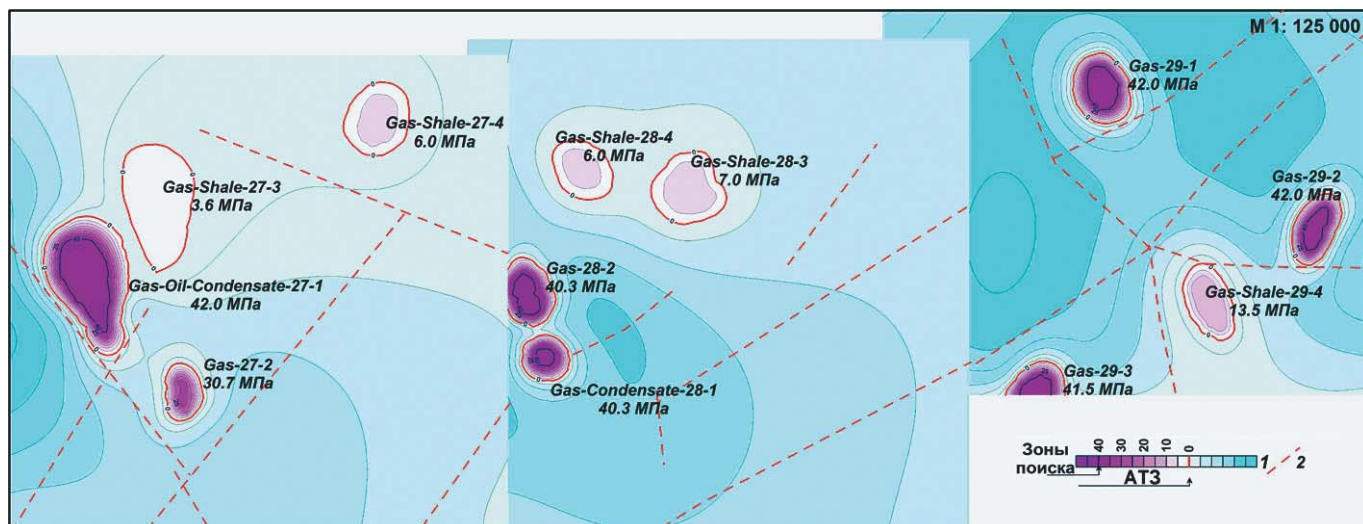 М 1: 125 000
Gas-Shale-27-4
6.0 МПа
Gas-Shale-27-3
3.6 МПа
Gas-Oil-Condensate-27-1
42.0 МПа
Gas-27-2
30.7 МПа
Gas-Shale-28-4
6.0 МПа
Gas-Shale-28-3
7.0 МПа
Gas-28-2
40.3 МПа
Gas-Condensate-28-1
40.3 МПа
Gas-29-1
42.0 МПа
Gas-29-2
42.0 МПа
Gas-Shale-29-4
13.5 МПа
Gas-29-3
41.5 МПа
Зоны
поиска
40 30 20 10 0
АТЗ
1
2